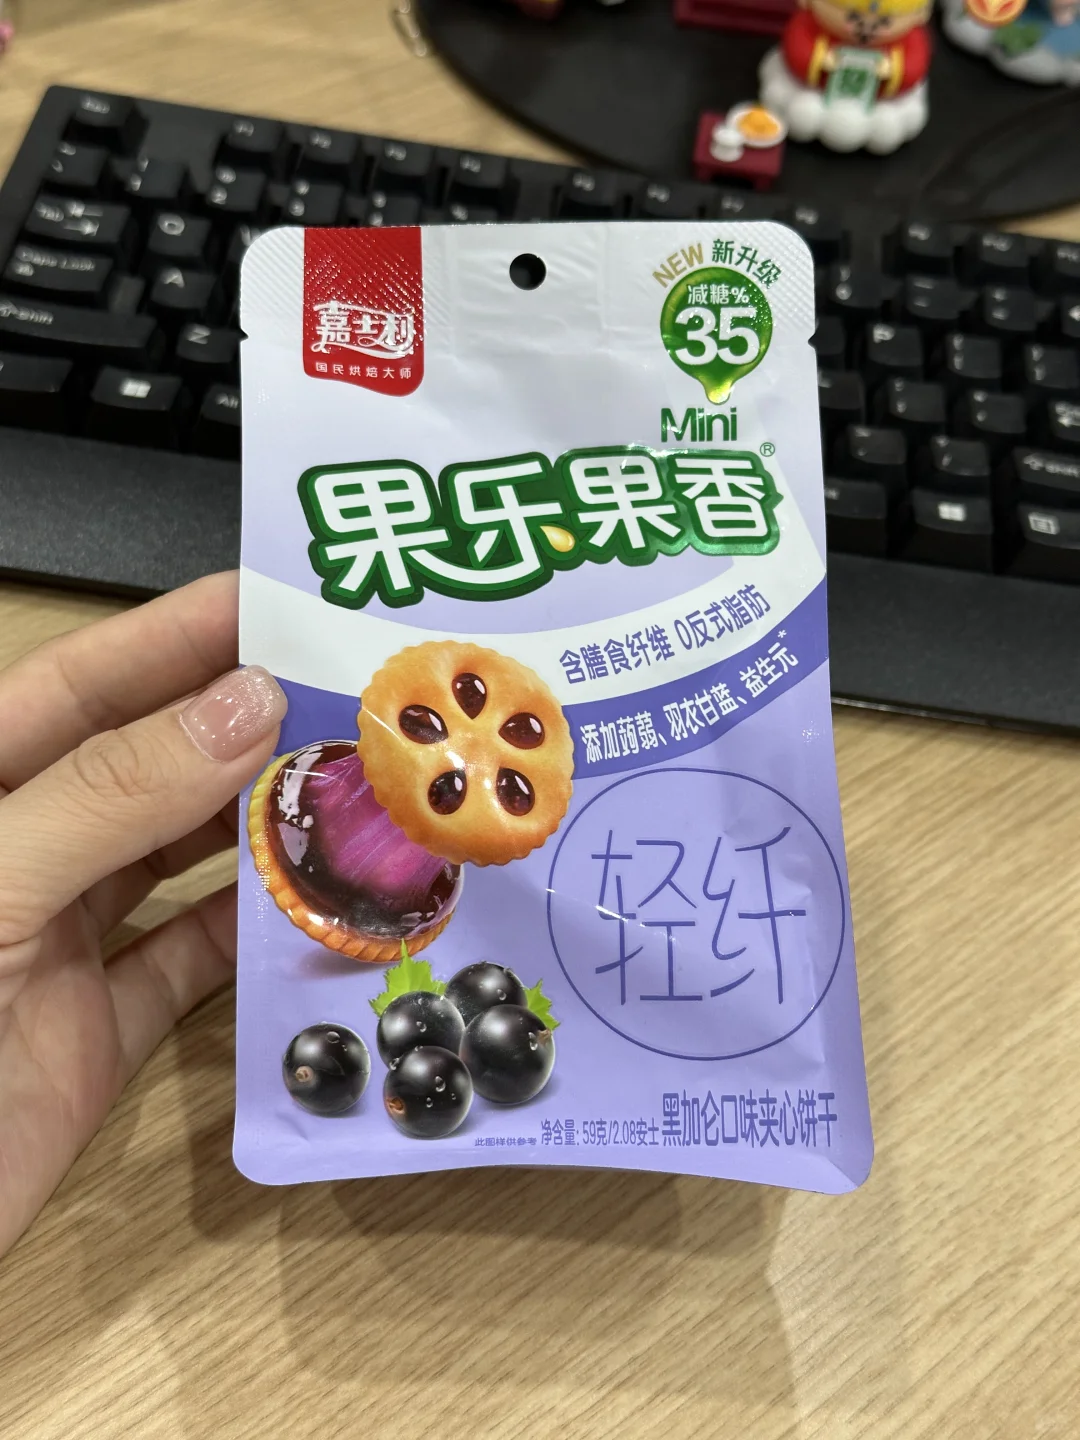 嘉士利
国民烘焙大师
NEW 新升级
减糖%
35
Mini
果乐果香®
含膳食纤维 0反式脂肪
添加蒟蒻、羽衣甘蓝、益生元*
轻纤
此图样供参考 净含量: 59克/2.08安士 黑加仑口味夹心饼干
Caps Lock
A
Z
P